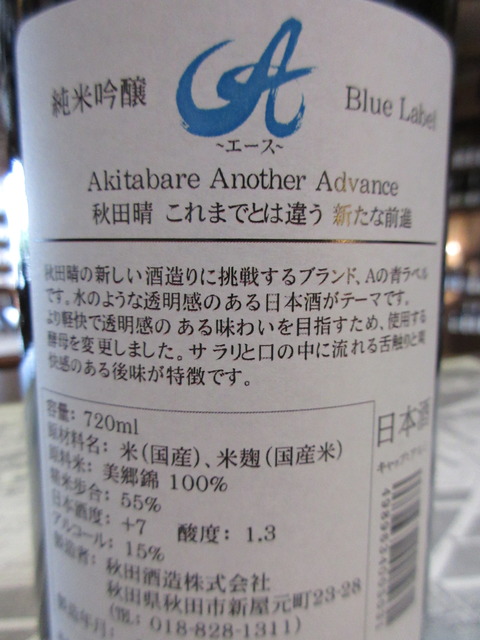 純米吟醸
A
Blue Label
~エース~
Akitabare Another Advance
秋田晴 これまでとは違う 新たな前進
秋田晴の新しい酒造りに挑戦するブランド、Aの青ラベル
です。水のような透明感のある日本酒がテーマです。
より軽快で透明感のある味わいを目指すため、使用する
酵母を変更しました。サラリと口の中に流れる舌触りと爽
快感のある後味が特徴です。
容量: 720ml
原材料名: 米(国産)、米麹(国産米)
原料米: 美郷錦 100%
精米歩合: 55%
日本酒度: +7 酸度: 1.3
アルコール: 15%
製造者: 秋田酒造株式会社
秋田県秋田市新屋元町23-28
(電: 018-828-1311)
製造年月:
日本酒